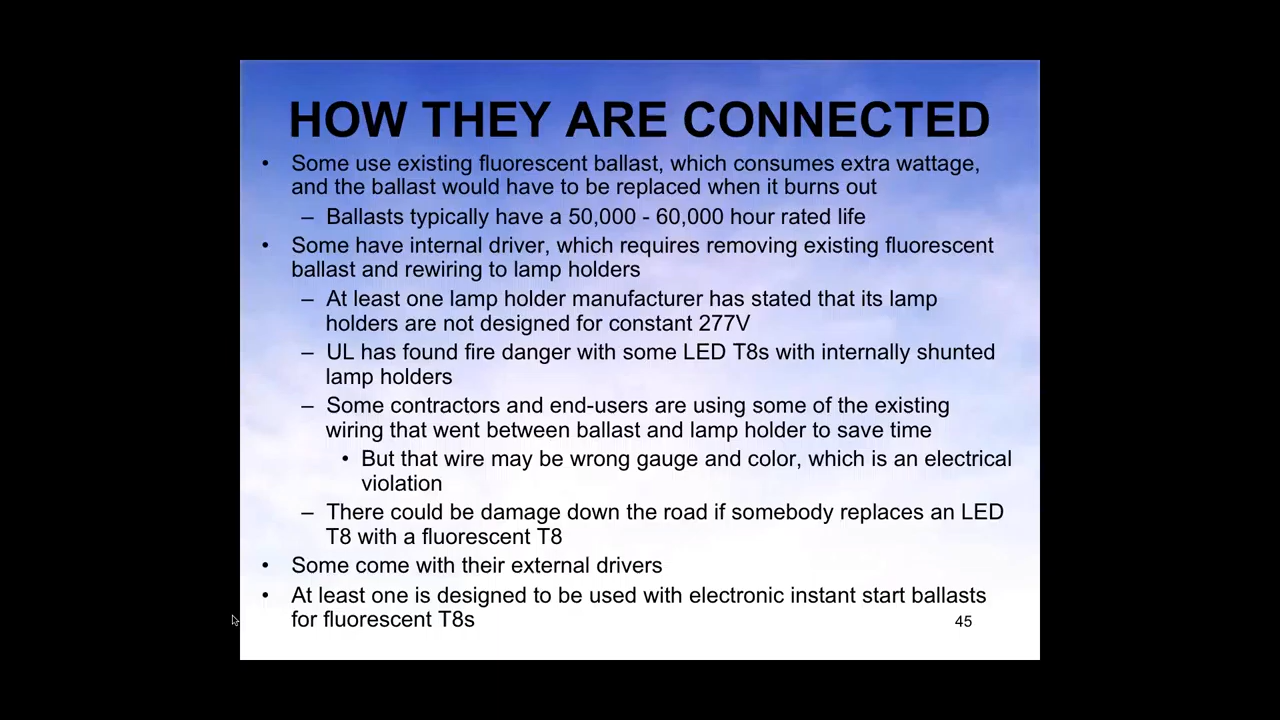 HOW THEY ARE CONNECTED
• Some use existing fluorescent ballast, which consumes extra wattage,
and the ballast would have to be replaced when it burns out
– Ballasts typically have a 50,000 - 60,000 hour rated life
• Some have internal driver, which requires removing existing fluorescent
ballast and rewiring to lamp holders
– At least one lamp holder manufacturer has stated that its lamp
holders are not designed for constant 277V
– UL has found fire danger with some LED T8s with internally shunted
lamp holders
– Some contractors and end-users are using some of the existing
wiring that went between ballast and lamp holder to save time
• But that wire may be wrong gauge and color, which is an electrical
violation
– There could be damage down the road if somebody replaces an LED
T8 with a fluorescent T8
• Some come with their external drivers
• At least one is designed to be used with electronic instant start ballasts
for fluorescent T8s
45